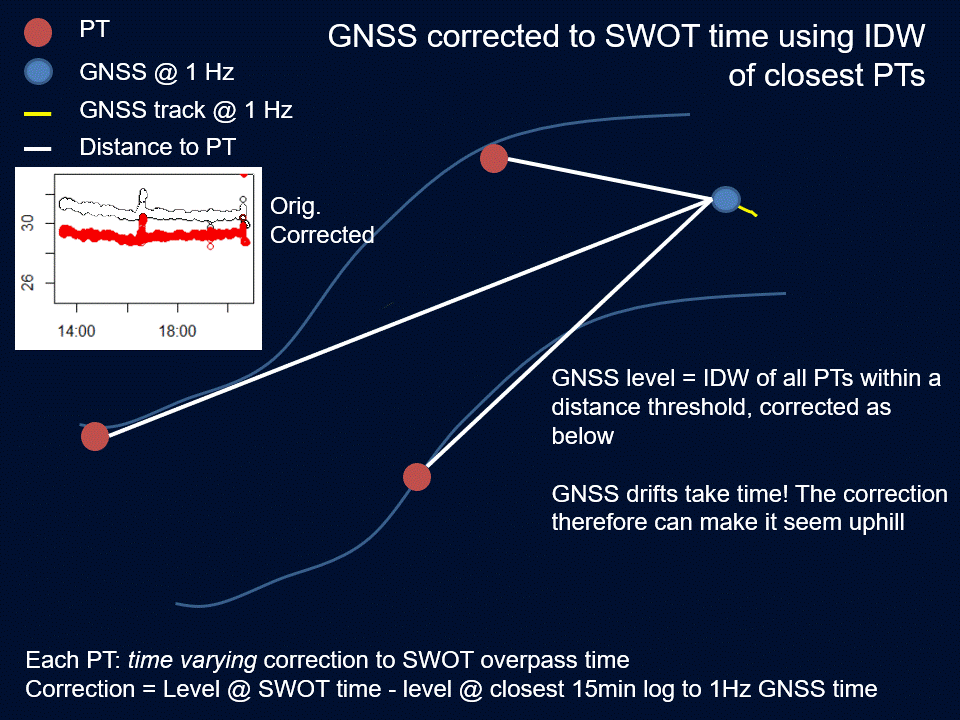 PT
GNSS @ 1 Hz
GNSS track @ 1 Hz
Distance to PT
GNSS corrected to SWOT time using IDW
of closest PTs
Orig.
Corrected
30
26
14:00
18:00
GNSS level = IDW of all PTs within a
distance threshold, corrected as
below
GNSS drifts take time! The correction
therefore can make it seem uphill
Each PT: time varying correction to SWOT overpass time
Correction = Level @ SWOT time - level @ closest 15min log to 1Hz GNSS time